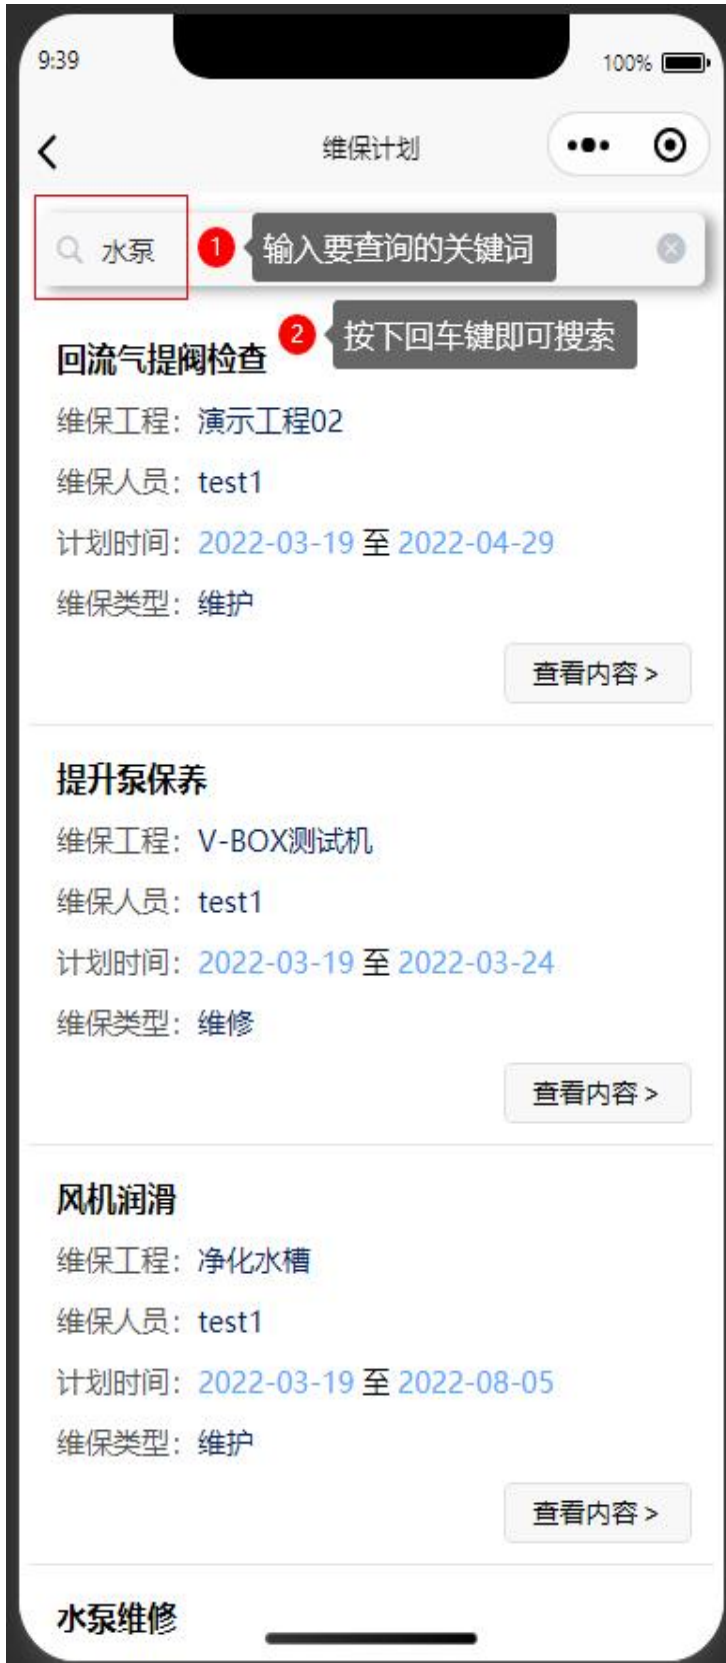 9:39
100%
维保计划
水泵 1 输入要查询的关键词
2 按下回车键即可搜索
回流气提阀检查
维保工程：演示工程02
维保人员：test1
计划时间：2022-03-19 至 2022-04-29
维保类型：维护
查看内容 >
提升泵保养
维保工程：V-BOX测试机
维保人员：test1
计划时间：2022-03-19 至 2022-03-24
维保类型：维修
查看内容 >
风机润滑
维保工程：净化水槽
维保人员：test1
计划时间：2022-03-19 至 2022-08-05
维保类型：维护
查看内容 >
水泵维修